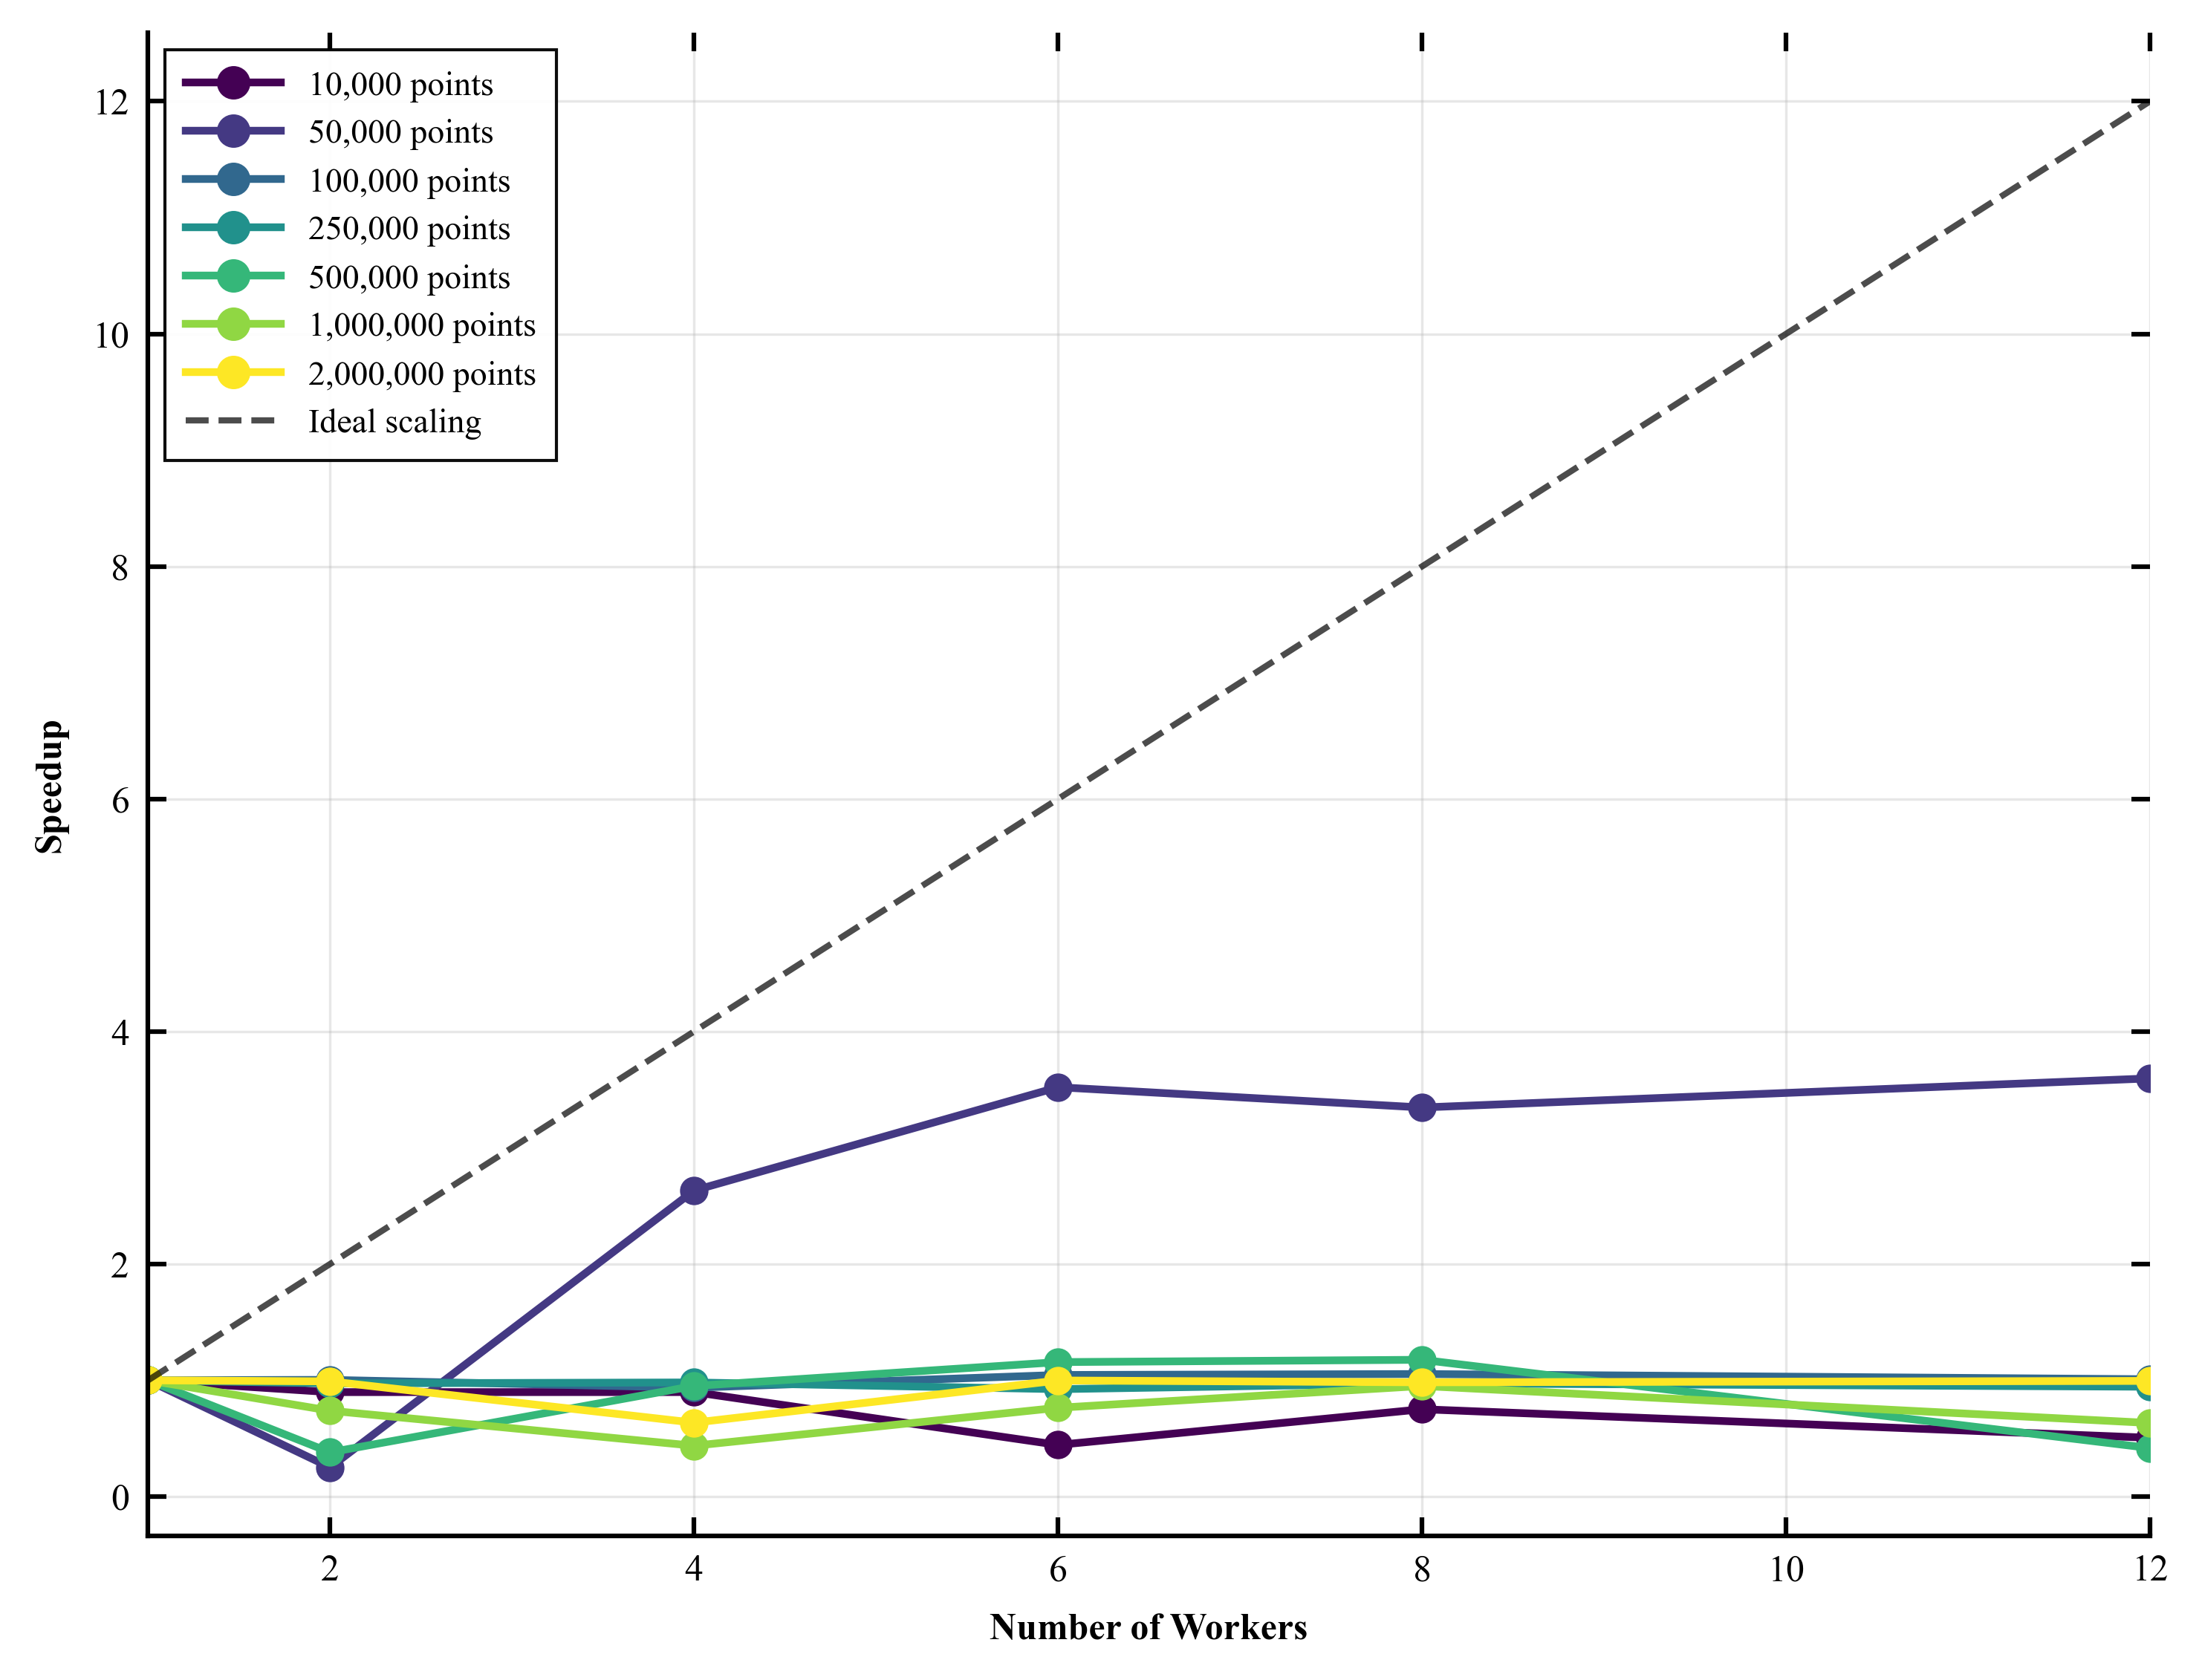 10,000 points
50,000 points
100,000 points
250,000 points
500,000 points
1,000,000 points
2,000,000 points
Ideal scaling
12
10
8
6
4
2
0
Speedup
2 4 6 8 10 12
Number of Workers